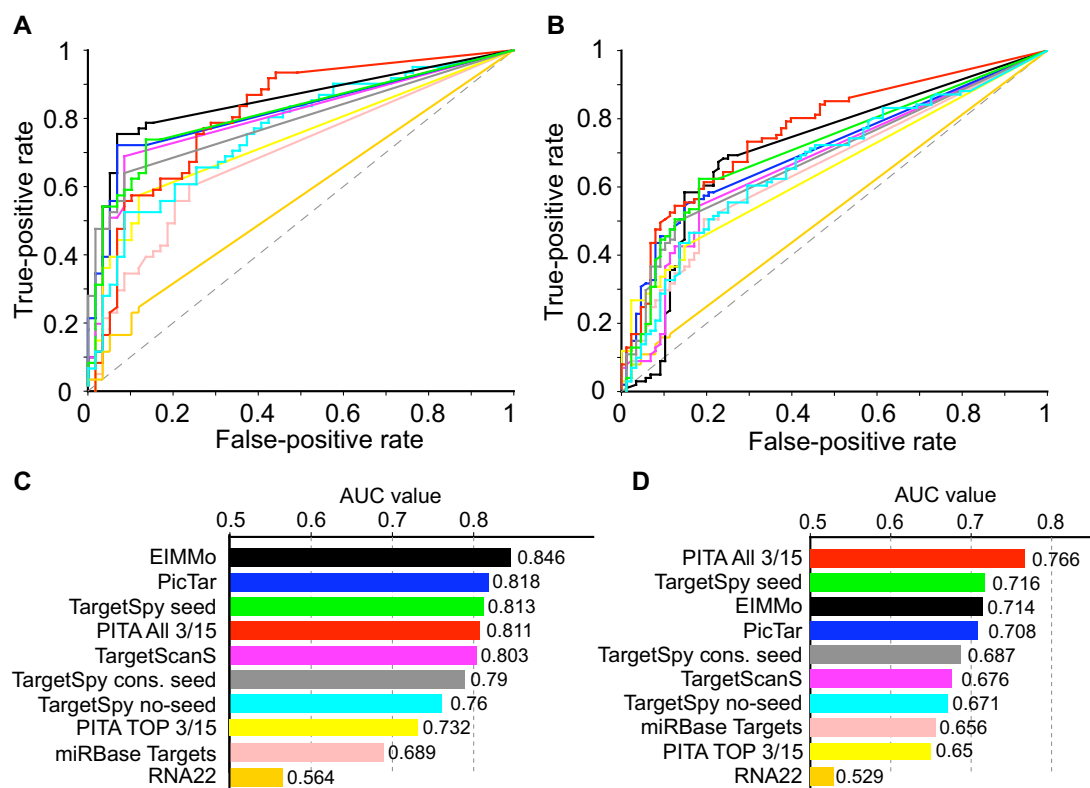 A
B
1
0.8
0.6
0.4
0.2
0
True-positive rate
0
0.2
0.4
0.6
0.8
1
False-positive rate
1
0.8
0.6
0.4
0.2
0
True-positive rate
0
0.2
0.4
0.6
0.8
1
False-positive rate
C
AUC value
0.5
0.6
0.7
0.8
EIMMo 0.846
PicTar 0.818
TargetSpy seed 0.813
PITA All 3/15 0.811
TargetScanS 0.803
TargetSpy cons. seed 0.79
TargetSpy no-seed 0.76
PITA TOP 3/15 0.732
miRBase Targets 0.689
RNA22 0.564
D
AUC value
0.5
0.6
0.7
0.8
PITA All 3/15 0.766
TargetSpy seed 0.716
EIMMo 0.714
PicTar 0.708
TargetSpy cons. seed 0.687
TargetScanS 0.676
TargetSpy no-seed 0.671
miRBase Targets 0.656
PITA TOP 3/15 0.65
RNA22 0.529